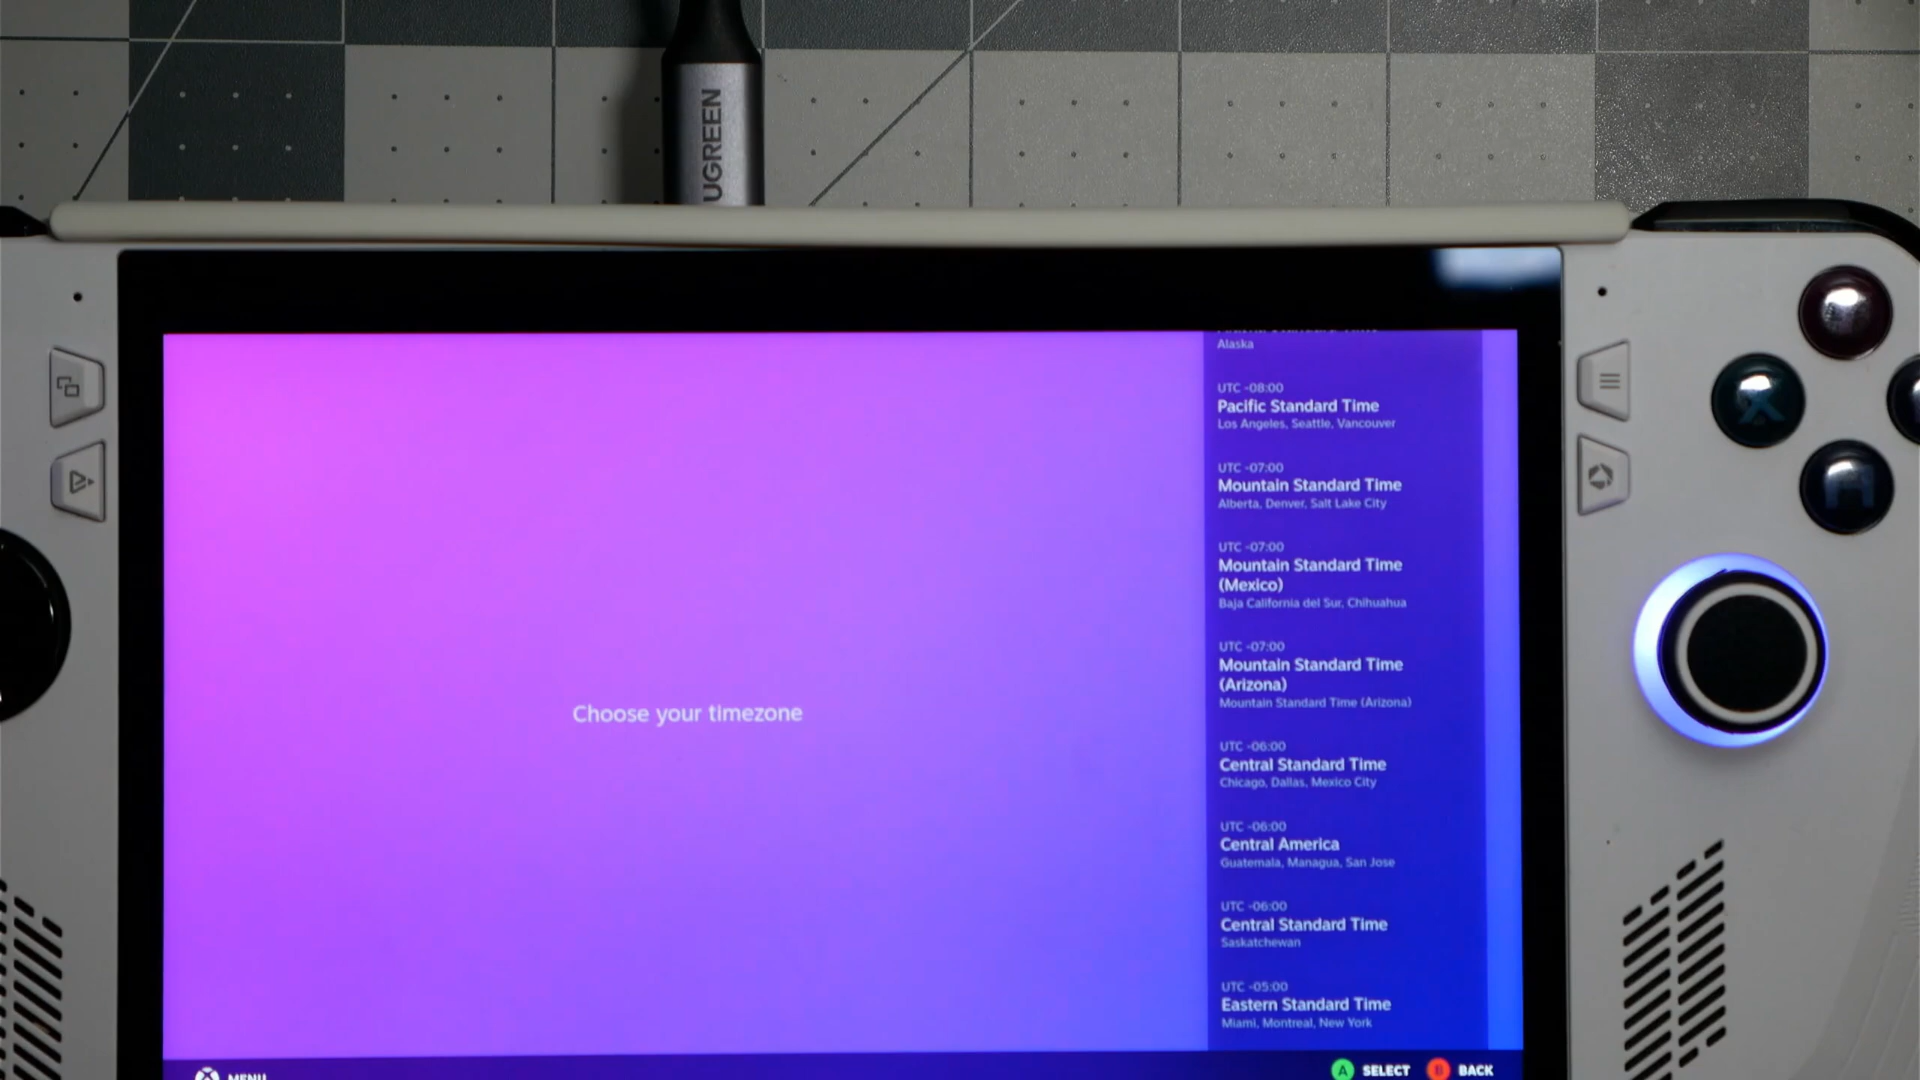 UGREEN
Alaska
UTC -08:00
Pacific Standard Time
Los Angeles, Seattle, Vancouver
UTC -07:00
Mountain Standard Time
Alberta, Denver, Salt Lake City
UTC -07:00
Mountain Standard Time
(Mexico)
Baja California del Sur, Chihuahua
UTC -07:00
Mountain Standard Time
(Arizona)
Mountain Standard Time (Arizona)
Choose your timezone
UTC -06:00
Central Standard Time
Chicago, Dallas, Mexico City
UTC -06:00
Central America
Guatemala, Managua, San Jose
UTC -06:00
Central Standard Time
Saskatchewan
UTC -05:00
Eastern Standard Time
Miami, Montreal, New York
MENU
A SELECT B BACK
X